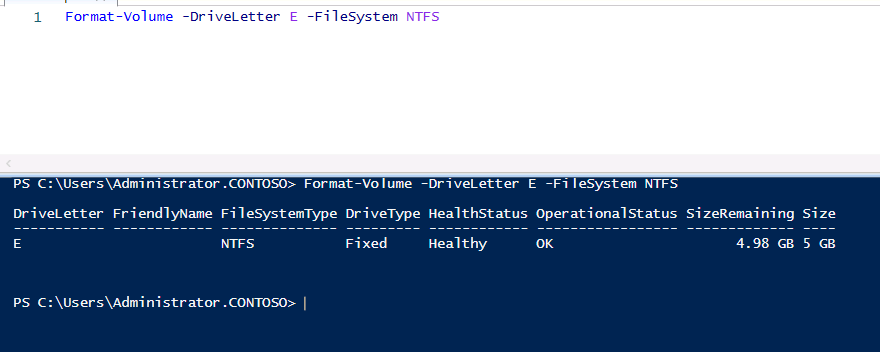 1 Format-Volume -DriveLetter E -FileSystem NTFS
PS C:\Users\Administrator.CONTOSO> Format-Volume -DriveLetter E -FileSystem NTFS
DriveLetter FriendlyName FileSystemType DriveType HealthStatus OperationalStatus SizeRemaining Size
----------- ------------ -------------- --------- ------------ ----------------- ------------- ----
E NTFS Fixed Healthy OK 4.98 GB 5 GB
PS C:\Users\Administrator.CONTOSO>